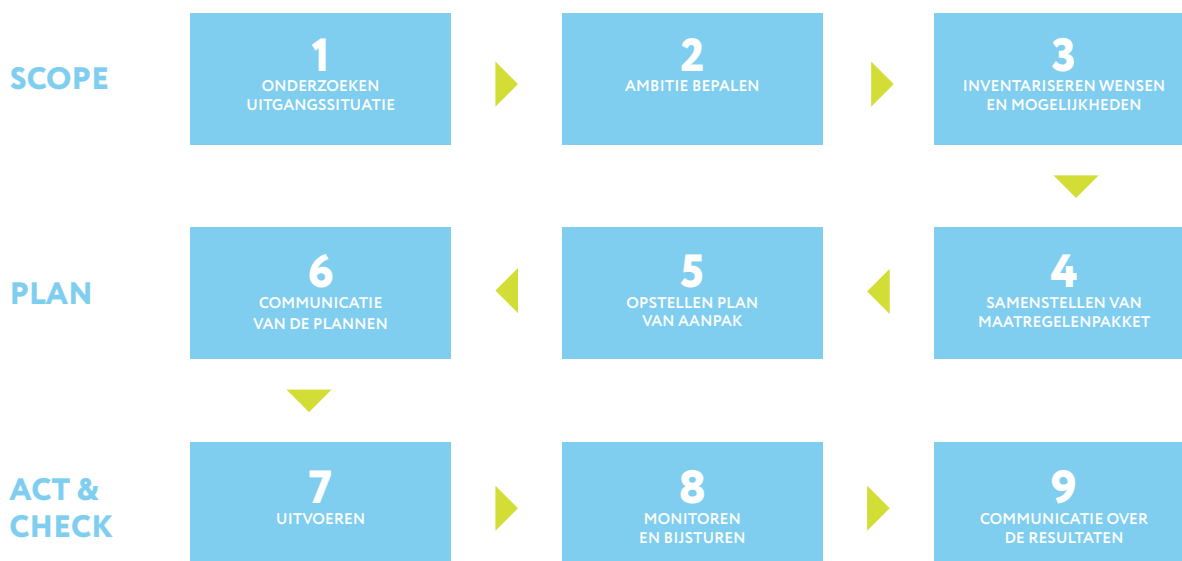 SCOPE
1
ONDERZOEKEN
UITGANGSSITUATIE
2
AMBITIE BEPALEN
3
INVENTARISEREN WENSEN
EN MOGELIJKHEDEN
PLAN
6
COMMUNICATIE
VAN DE PLANNEN
5
OPSTELLEN PLAN
VAN AANPAK
4
SAMENSTELLEN VAN
MAATREGELENPAKKET
ACT &
CHECK
7
UITVOEREN
8
MONITOREN
EN BIJSTUREN
9
COMMUNICATIE OVER
DE RESULTATEN